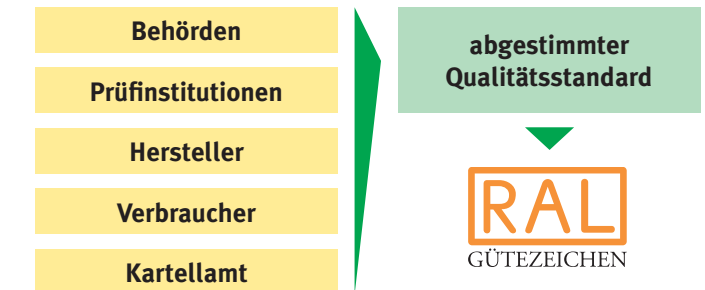 Behörden
Prüfinstitutionen
Hersteller
Verbraucher
Kartellamt
abgestimmter
Qualitätsstandard
RAL
GÜTEZEICHEN